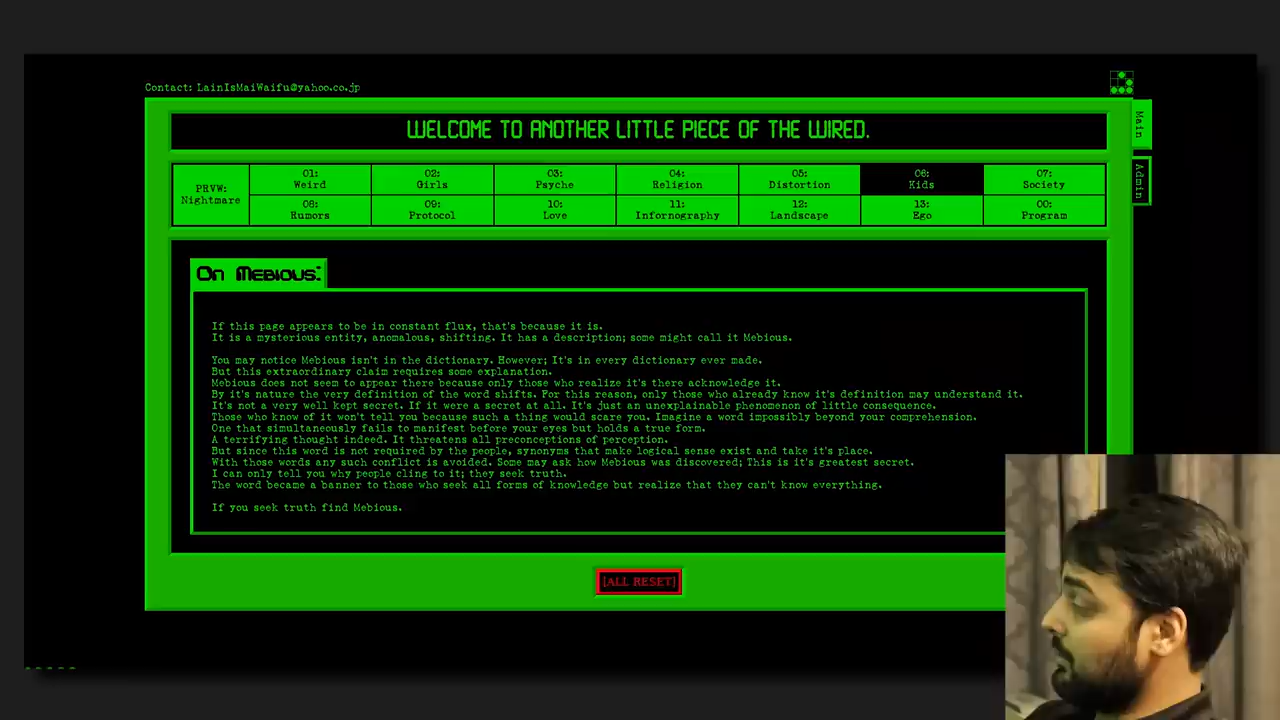 Contact: LainIsMaiWaifu@yahoo.co.jp
WELCOME TO ANOTHER LITTLE PIECE OF THE WIRED.
Main
Admin
PRVW:
Nightmare
01:
Weird
02:
Girls
03:
Psyche
04:
Religion
05:
Distortion
06:
Kids
07:
Society
08:
Rumors
09:
Protocol
10:
Love
11:
Infornography
12:
Landscape
13:
Ego
00:
Program
On Mebious:
If this page appears to be in constant flux, that's because it is.
It is a mysterious entity, anomalous, shifting. It has a description; some might call it Mebious.
You may notice Mebious isn't in the dictionary. However; It's in every dictionary ever made.
But this extraordinary claim requires some explanation.
Mebious does not seem to appear there because only those who realize it's there acknowledge it.
By it's nature the very definition of the word shifts. For this reason, only those who already know it's definition may understand it.
It's not a very well kept secret. If it were a secret at all. It's just an unexplainable phenomenon of little consequence.
Those who know of it won't tell you because such a thing would scare you. Imagine a word impossibly beyond your comprehension.
One that simultaneously fails to manifest before your eyes but holds a true form.
A terrifying thought indeed. It threatens all preconceptions of perception.
But since this word is not required by the people, synonyms that make logical sense exist and take it's place.
With those words any such conflict is avoided. Some may ask how Mebious was discovered; This is it's greatest secret.
I can only tell you why people cling to it; they seek truth.
The word became a banner to those who seek all forms of knowledge but realize that they can't know everything.
If you seek truth find Mebious.
[ALL RESET]